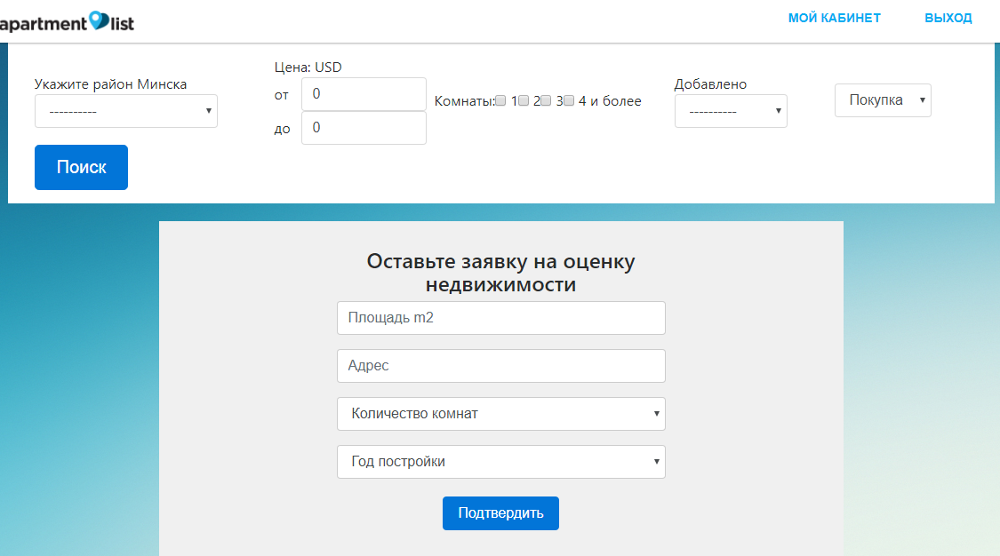 apartment list
МОЙ КАБИНЕТ
ВЫХОД
Укажите район Минска
----------
Цена: USD
от 0
до 0
Комнаты: 1 2 3 4 и более
Добавлено
----------
Покупка
Поиск
Оставьте заявку на оценку
недвижимости
Площадь m2
Адрес
Количество комнат
Год постройки
Подтвердить